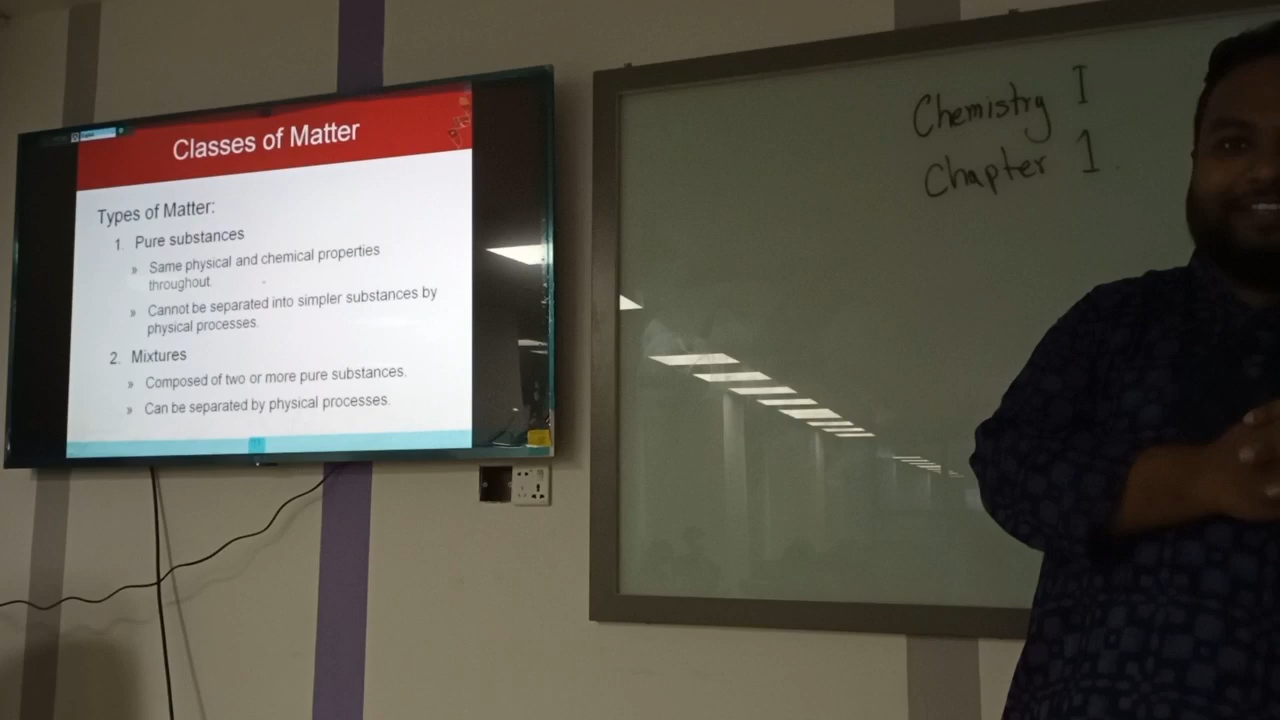 Classes of Matter
Types of Matter:
1. Pure substances
» Same physical and chemical properties
throughout.
» Cannot be separated into simpler substances by
physical processes.
2. Mixtures
» Composed of two or more pure substances.
» Can be separated by physical processes.
Chemistry I
Chapter 1